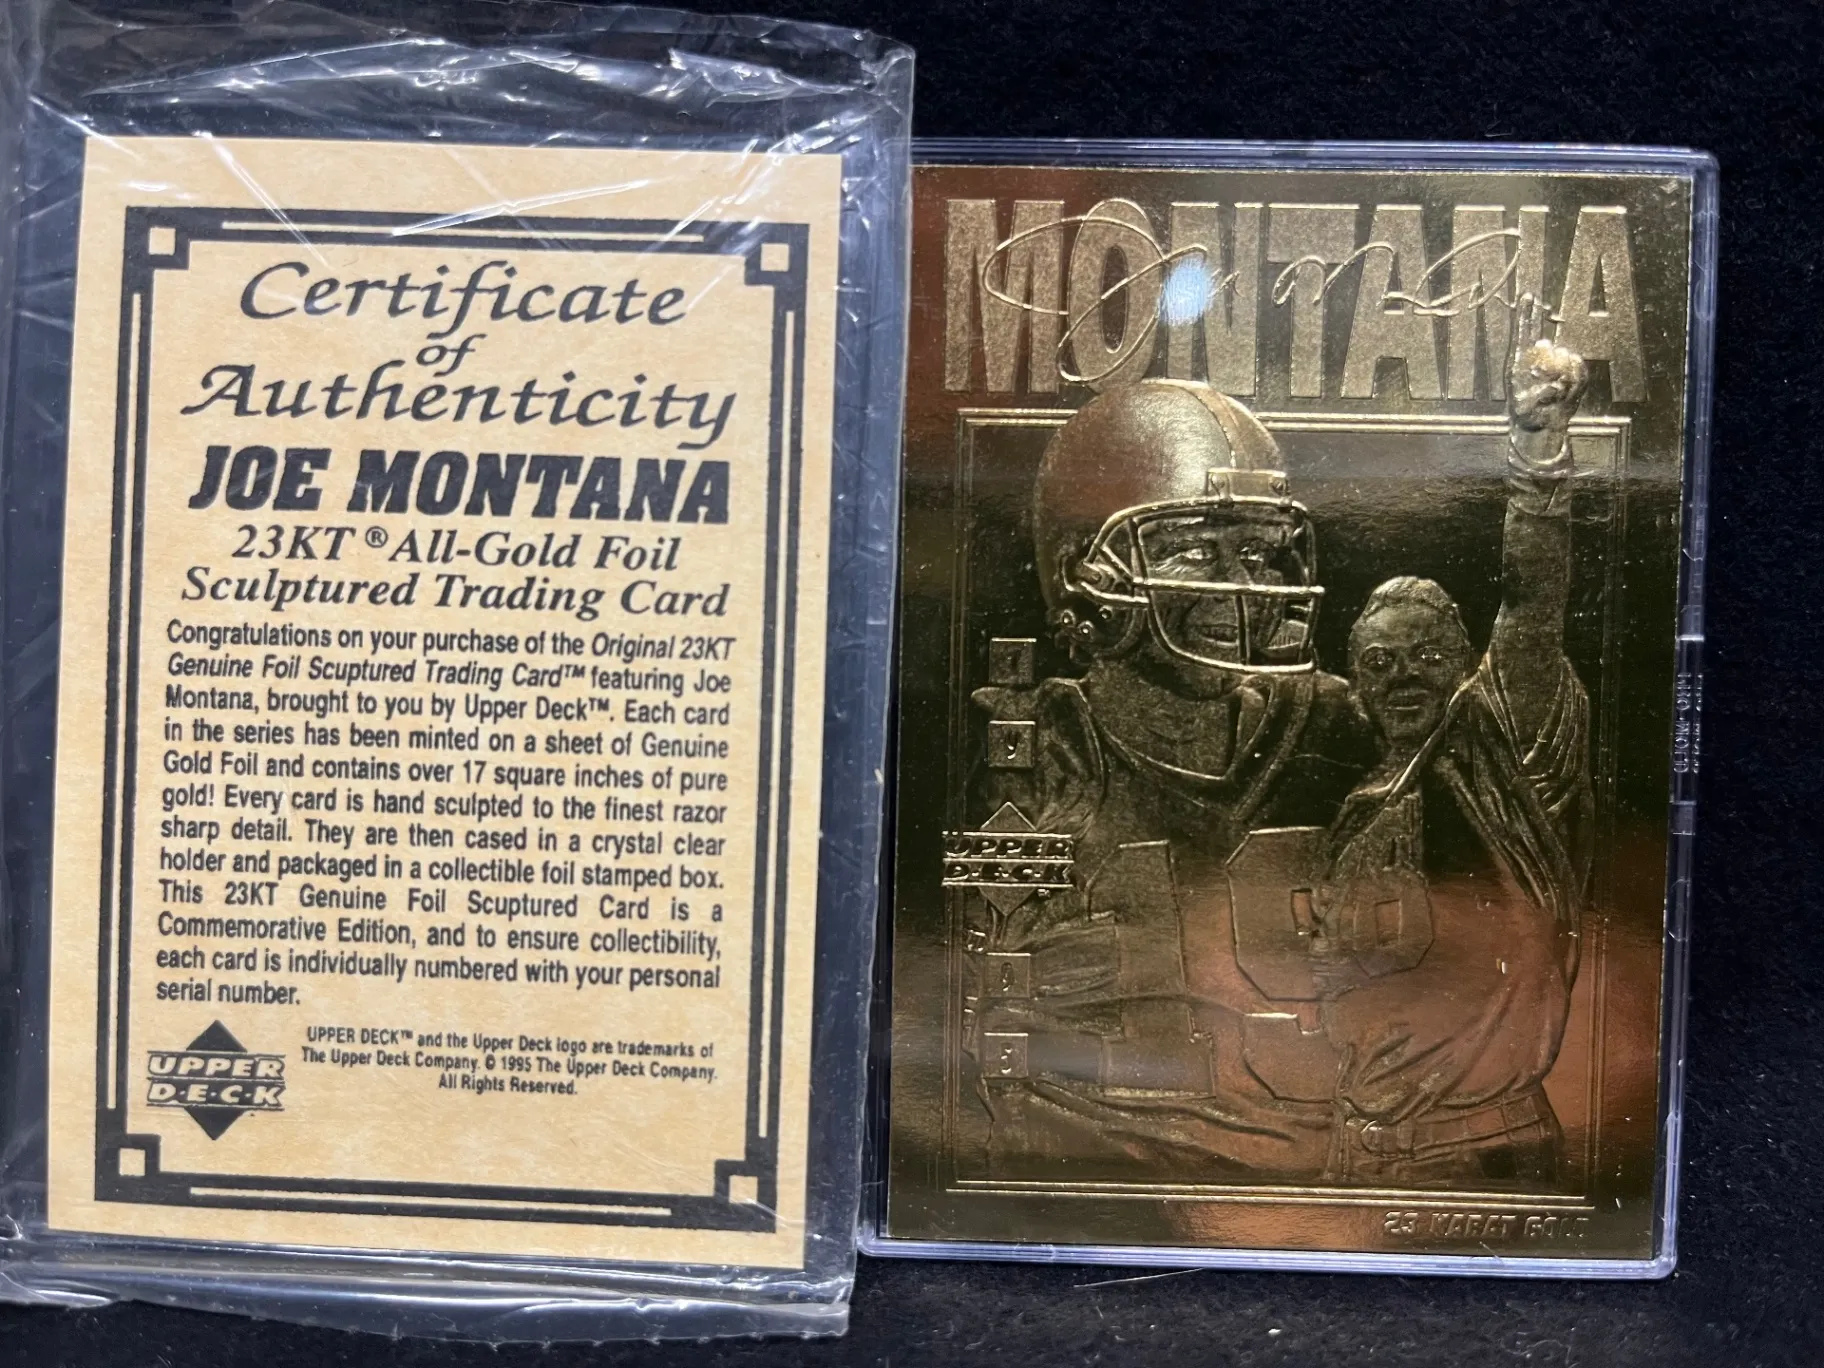 Certificate
of
Authenticity
JOE MONTANA
23KT ® All-Gold Foil
Sculptured Trading Card
Congratulations on your purchase of the Original 23KT
Genuine Foil Scuptured Trading Card™ featuring Joe
Montana, brought to you by Upper Deck™. Each card
in the series has been minted on a sheet of Genuine
Gold Foil and contains over 17 square inches of pure
gold! Every card is hand sculpted to the finest razor
sharp detail. They are then cased in a crystal clear
holder and packaged in a collectible foil stamped box.
This 23KT Genuine Foil Scuptured Card is a
Commemorative Edition, and to ensure collectibility,
each card is individually numbered with your personal
serial number.
UPPER
D·E·C·K
UPPER DECK™ and the Upper Deck logo are trademarks of
The Upper Deck Company. © 1995 The Upper Deck Company.
All Rights Reserved.
MONTANA
Joe Montana
1
9
UPPER
D·E·C·K
9
5
19
23 KARAT GOLD